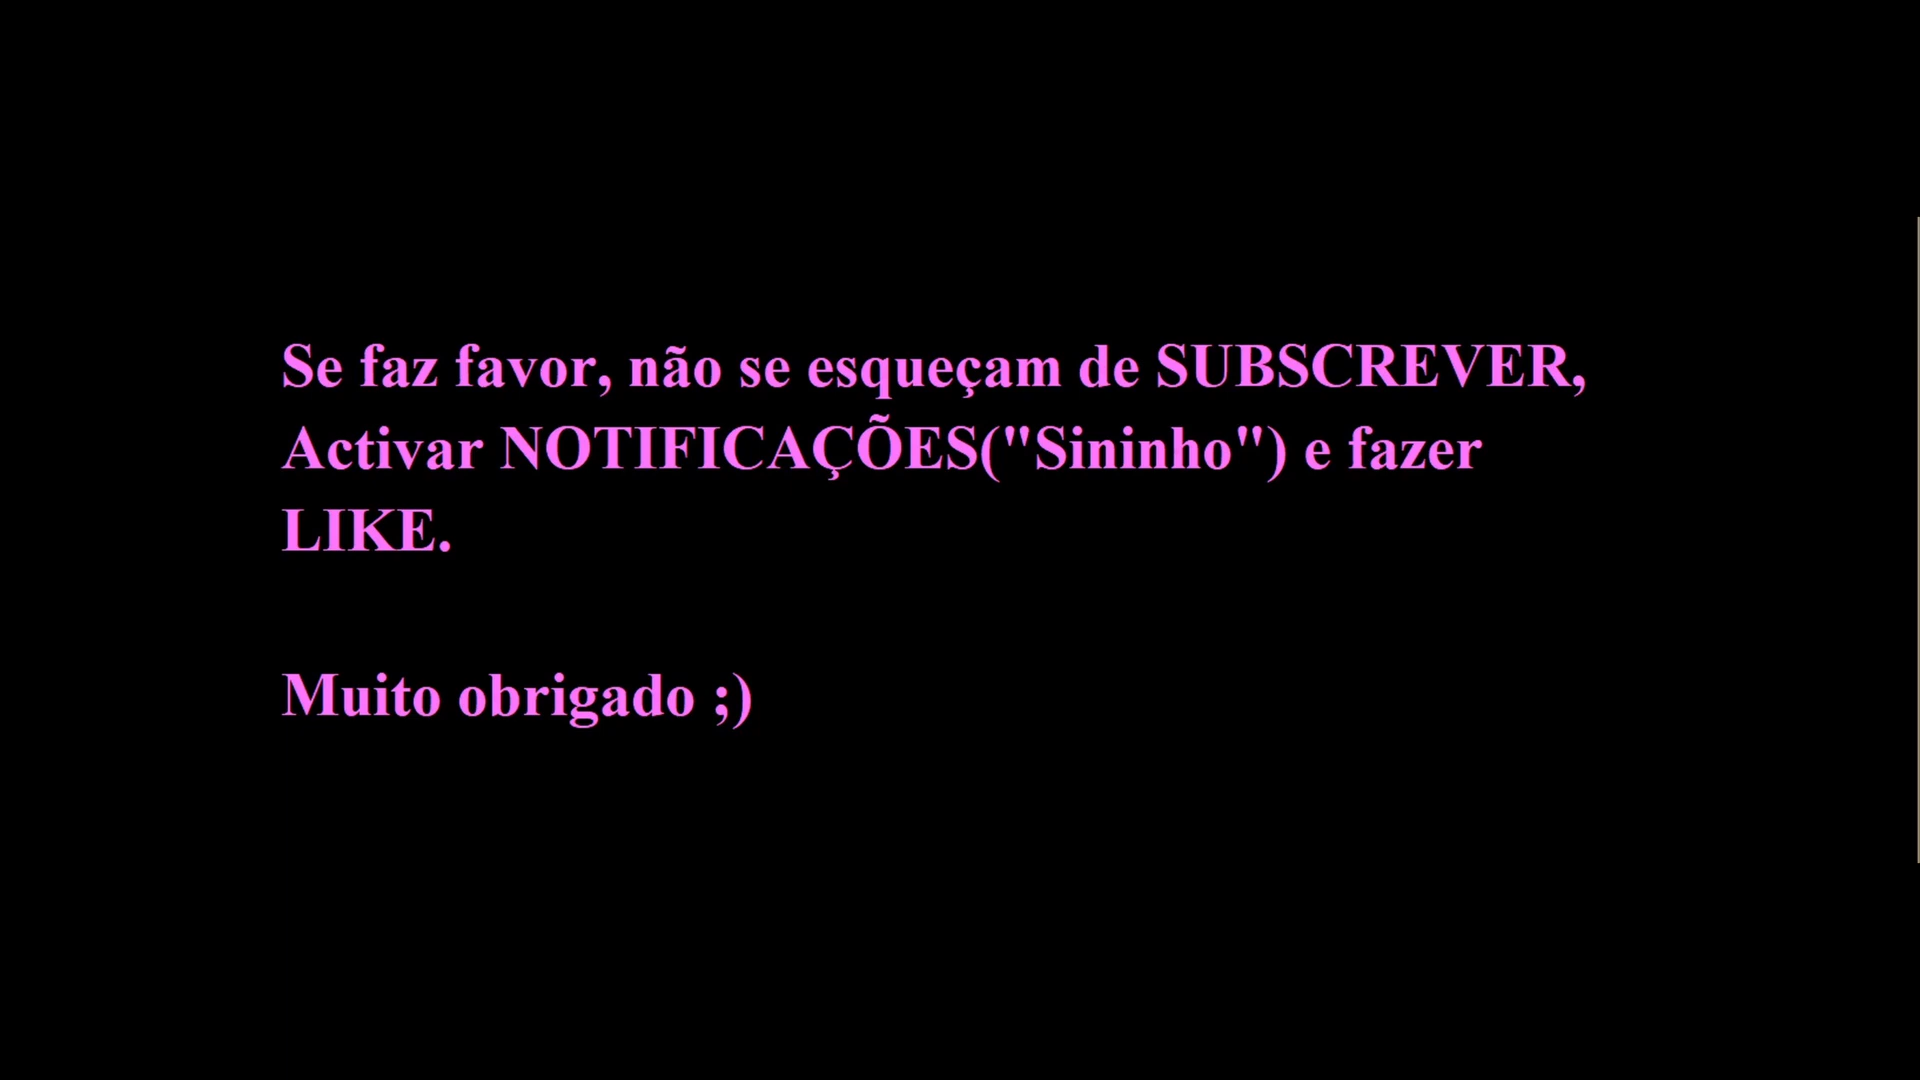 Se faz favor, não se esqueçam de SUBSCREVER,
Activar NOTIFICAÇÕES("Sininho") e fazer
LIKE.
Muito obrigado ;)